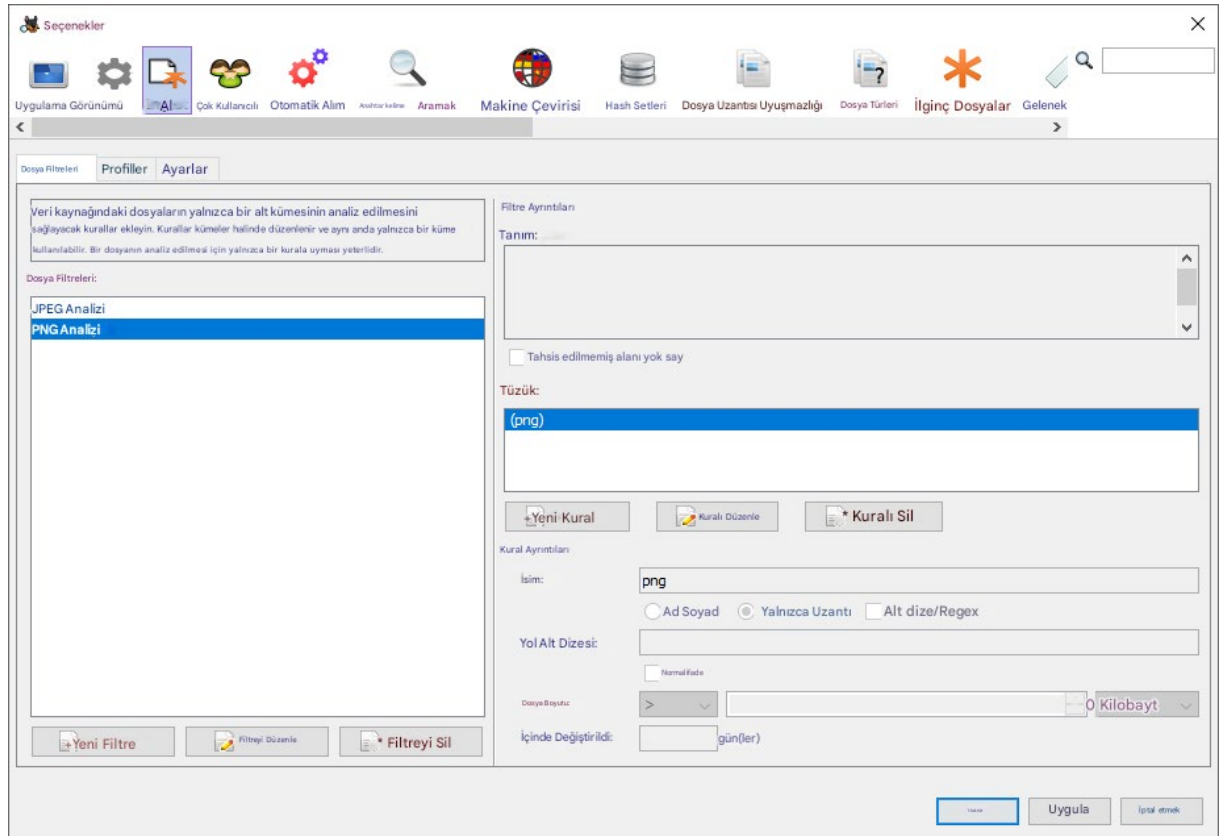 Seçenekler
Uygulama Görünümü
Al
Çok Kullanıcılı
Otomatik Alım
Anahtar kelime Aramak
Makine Çevirisi
Hash Setleri
Dosya Uzantısı Uyuşmazlığı
Dosya Türleri
İlginç Dosyalar
Gelenek
Dosya Filtreleri
Profiller
Ayarlar
Veri kaynağındaki dosyaların yalnızca bir alt kümesinin analiz edilmesini
sağlayacak kurallar ekleyin. Kurallar kümeler halinde düzenlenir ve aynı anda yalnızca bir küme
kullanılabilir. Bir dosyanın analiz edilmesi için yalnızca bir kurala uyması yeterlidir.
Dosya Filtreleri:
JPEG Analizi
PNG Analizi
Yeni Filtre
Filtreyi Düzenle
Filtreyi Sil
Filtre Ayrıntıları
Tanım:
Tahsis edilmemiş alanı yok say
Tüzük:
(png)
Yeni Kural
Kuralı Düzenle
Kuralı Sil
Kural Ayrıntıları
İsim:
png
Ad Soyad
Yalnızca Uzantı
Alt dize/Regex
Yol Alt Dizesi:
Normal ifade
Dosya Boyutu:
>
0 Kilobayt
İçinde Değiştirildi:
gün(ler)
Uygula
İptal etmek